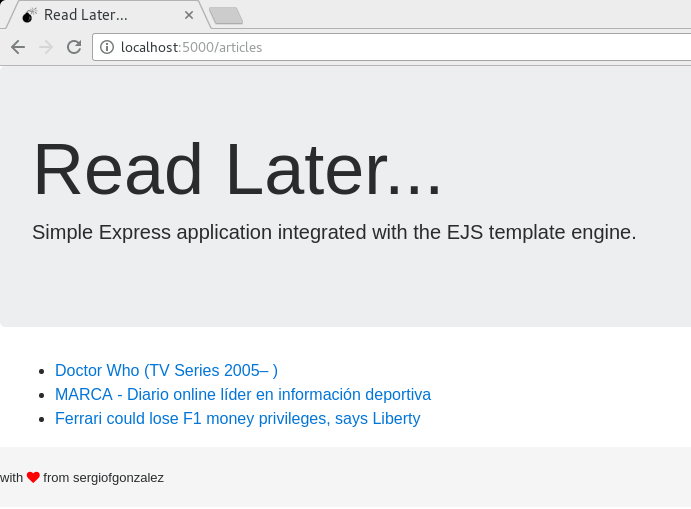 Read Later...
localhost:5000/articles
Read Later...
Simple Express application integrated with the EJS template engine.
Doctor Who (TV Series 2005– )
MARCA - Diario online líder en información deportiva
Ferrari could lose F1 money privileges, says Liberty
with ❤ from sergiofgonzalez